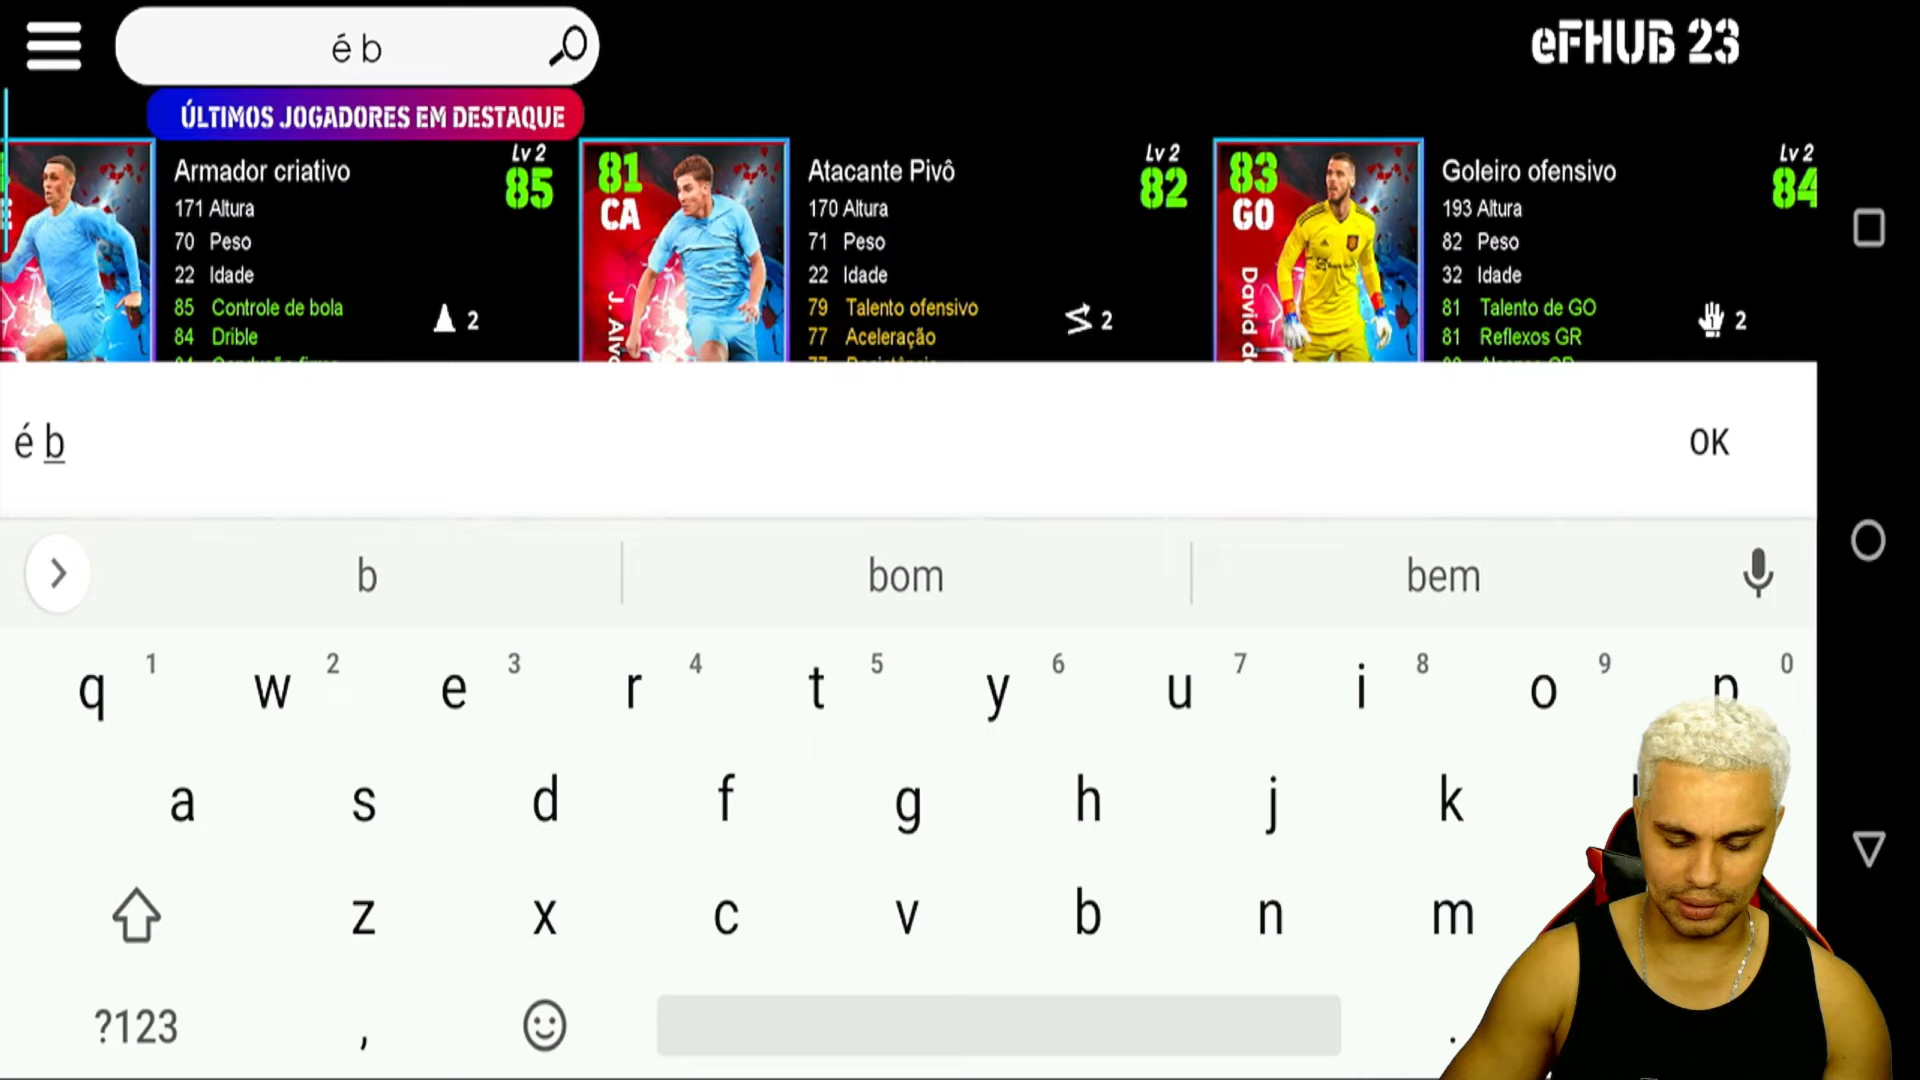 é b
eFHUB 23
ÚLTIMOS JOGADORES EM DESTAQUE
Armador criativo
Lv 2
85
171 Altura
70 Peso
22 Idade
85 Controle de bola
84 Drible
2
81
CA
J. Alv
Atacante Pivô
Lv 2
82
170 Altura
71 Peso
22 Idade
79 Talento ofensivo
77 Aceleração
2
83
GO
David d
Goleiro ofensivo
Lv 2
84
193 Altura
82 Peso
32 Idade
81 Talento de GO
81 Reflexos GR
2
é b
OK
b
bom
bem
q 1 w 2 e 3 r 4 t 5 y 6 u 7 i 8 o 9 p 0
a s d f g h j k
z x c v b n m
?123 , .